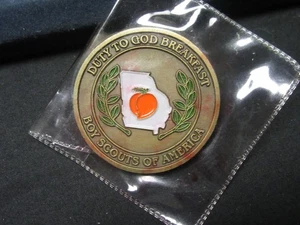 DUTY TO GOD BREAKFAST
BOY SCOUTS OF AMERICA